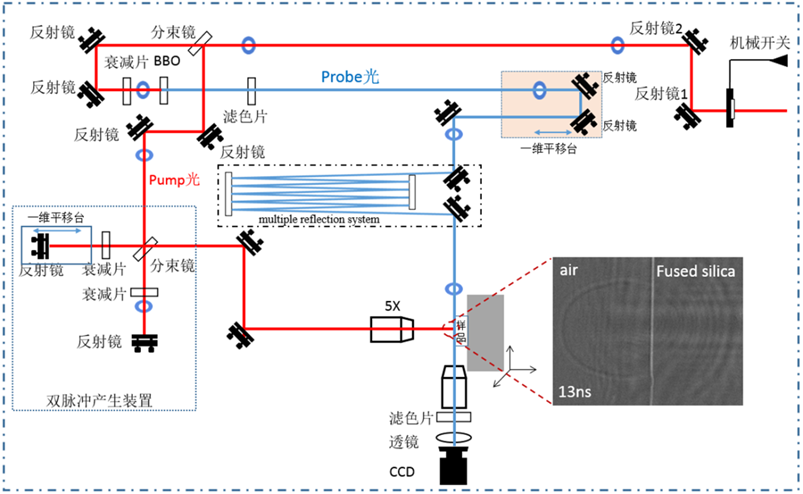 反射镜
分束镜
反射镜2
机械开关
衰减片 BBO
Probe光
反射镜
反射镜
反射镜1
滤色片
反射镜
反射镜
一维平移台
反射镜
Pump光
multiple reflection system
一维平移台
反射镜
衰减片
分束镜
衰减片
反射镜
双脉冲产生装置
5X
样品
air
Fused silica
13ns
滤色片
透镜
CCD